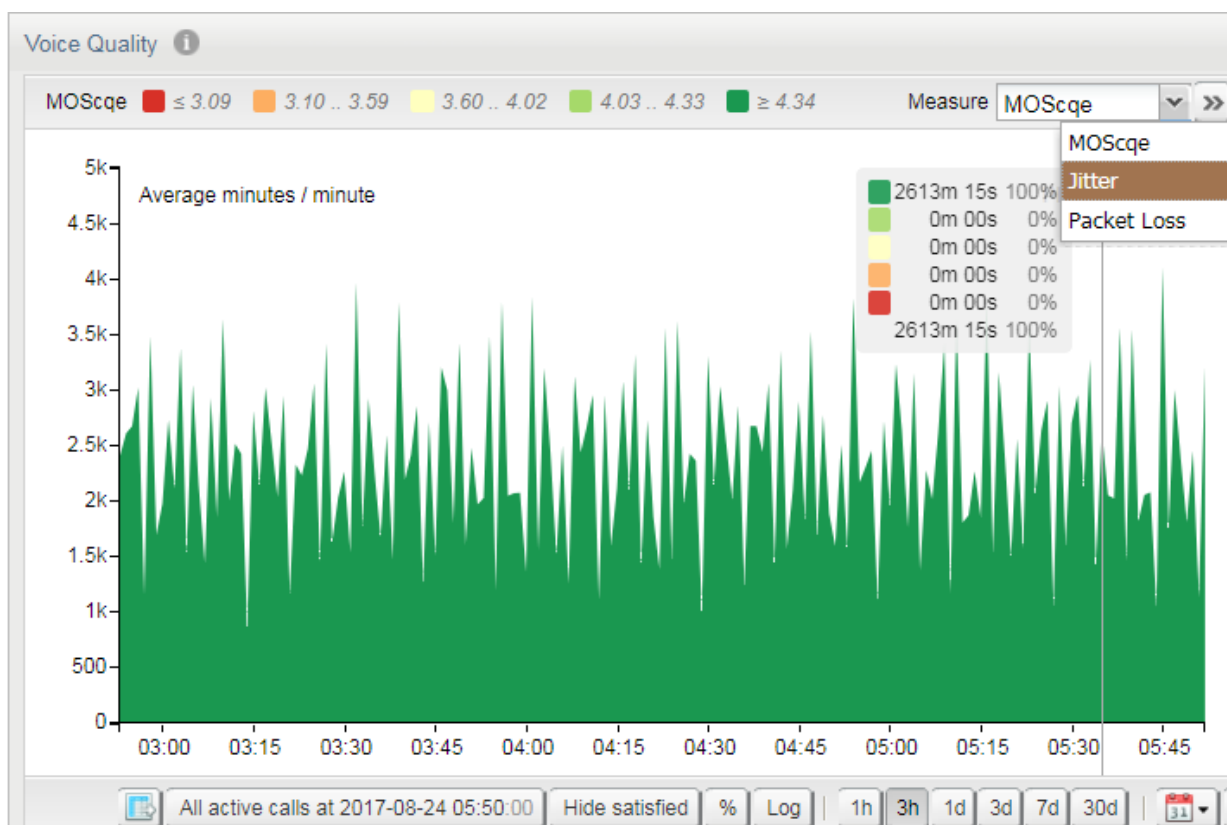 Voice Quality i
MOScqe ≤ 3.09 3.10 .. 3.59 3.60 .. 4.02 4.03 .. 4.33 ≥ 4.34 Measure MOScqe »
MOScqe
Jitter
Packet Loss
Average minutes / minute
5k
4.5k
4k
3.5k
3k
2.5k
2k
1.5k
1k
500
0
2613m 15s 100%
0m 00s 0%
0m 00s 0%
0m 00s 0%
0m 00s 0%
2613m 15s 100%
03:00 03:15 03:30 03:45 04:00 04:15 04:30 04:45 05:00 05:15 05:30 05:45
All active calls at 2017-08-24 05:50:00 Hide satisfied % Log 1h 3h 1d 3d 7d 30d 31